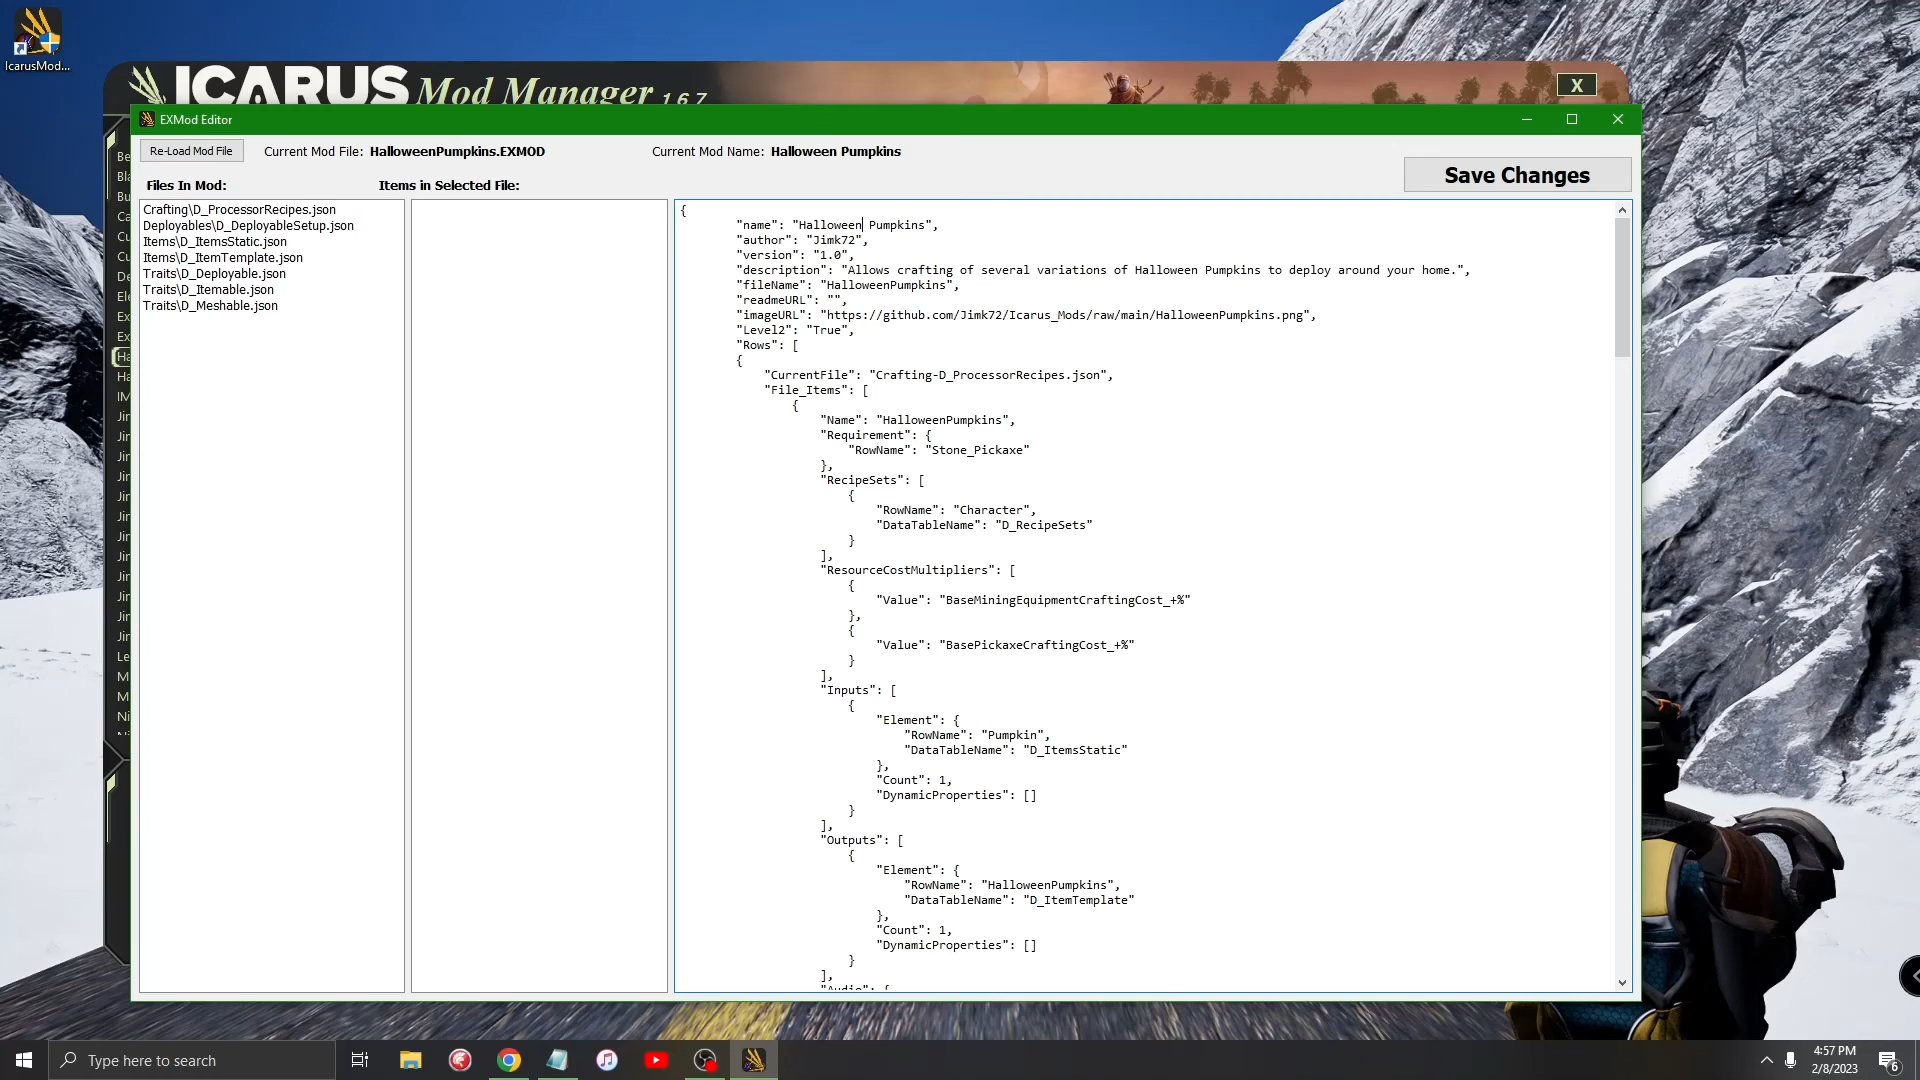 IcarusMod...
ICARUS Mod Manager 1.6.7
X
EXMod Editor
Re-Load Mod File
Current Mod File: HalloweenPumpkins.EXMOD
Current Mod Name: Halloween Pumpkins
Save Changes
Files In Mod:
Items in Selected File:
Crafting\D_ProcessorRecipes.json
Deployables\D_DeployableSetup.json
Items\D_ItemsStatic.json
Items\D_ItemTemplate.json
Traits\D_Deployable.json
Traits\D_Itemable.json
Traits\D_Meshable.json
{
"name": "Halloween Pumpkins",
"author": "Jimk72",
"version": "1.0",
"description": "Allows crafting of several variations of Halloween Pumpkins to deploy around your home.",
"fileName": "HalloweenPumpkins",
"readmeURL": "",
"imageURL": "https://github.com/Jimk72/Icarus_Mods/raw/main/HalloweenPumpkins.png",
"Level2": "True",
"Rows": [
{
"CurrentFile": "Crafting-D_ProcessorRecipes.json",
"File_Items": [
{
"Name": "HalloweenPumpkins",
"Requirement": {
"RowName": "Stone_Pickaxe"
},
"RecipeSets": [
{
"RowName": "Character",
"DataTableName": "D_RecipeSets"
}
],
"ResourceCostMultipliers": [
{
"Value": "BaseMiningEquipmentCraftingCost_+%"
},
{
"Value": "BasePickaxeCraftingCost_+%"
}
],
"Inputs": [
{
"Element": {
"RowName": "Pumpkin",
"DataTableName": "D_ItemsStatic"
},
"Count": 1,
"DynamicProperties": []
}
],
"Outputs": [
{
"Element": {
"RowName": "HalloweenPumpkins",
"DataTableName": "D_ItemTemplate"
},
"Count": 1,
"DynamicProperties": []
}
],
"Audio": {
Type here to search
4:57 PM
2/8/2023
6